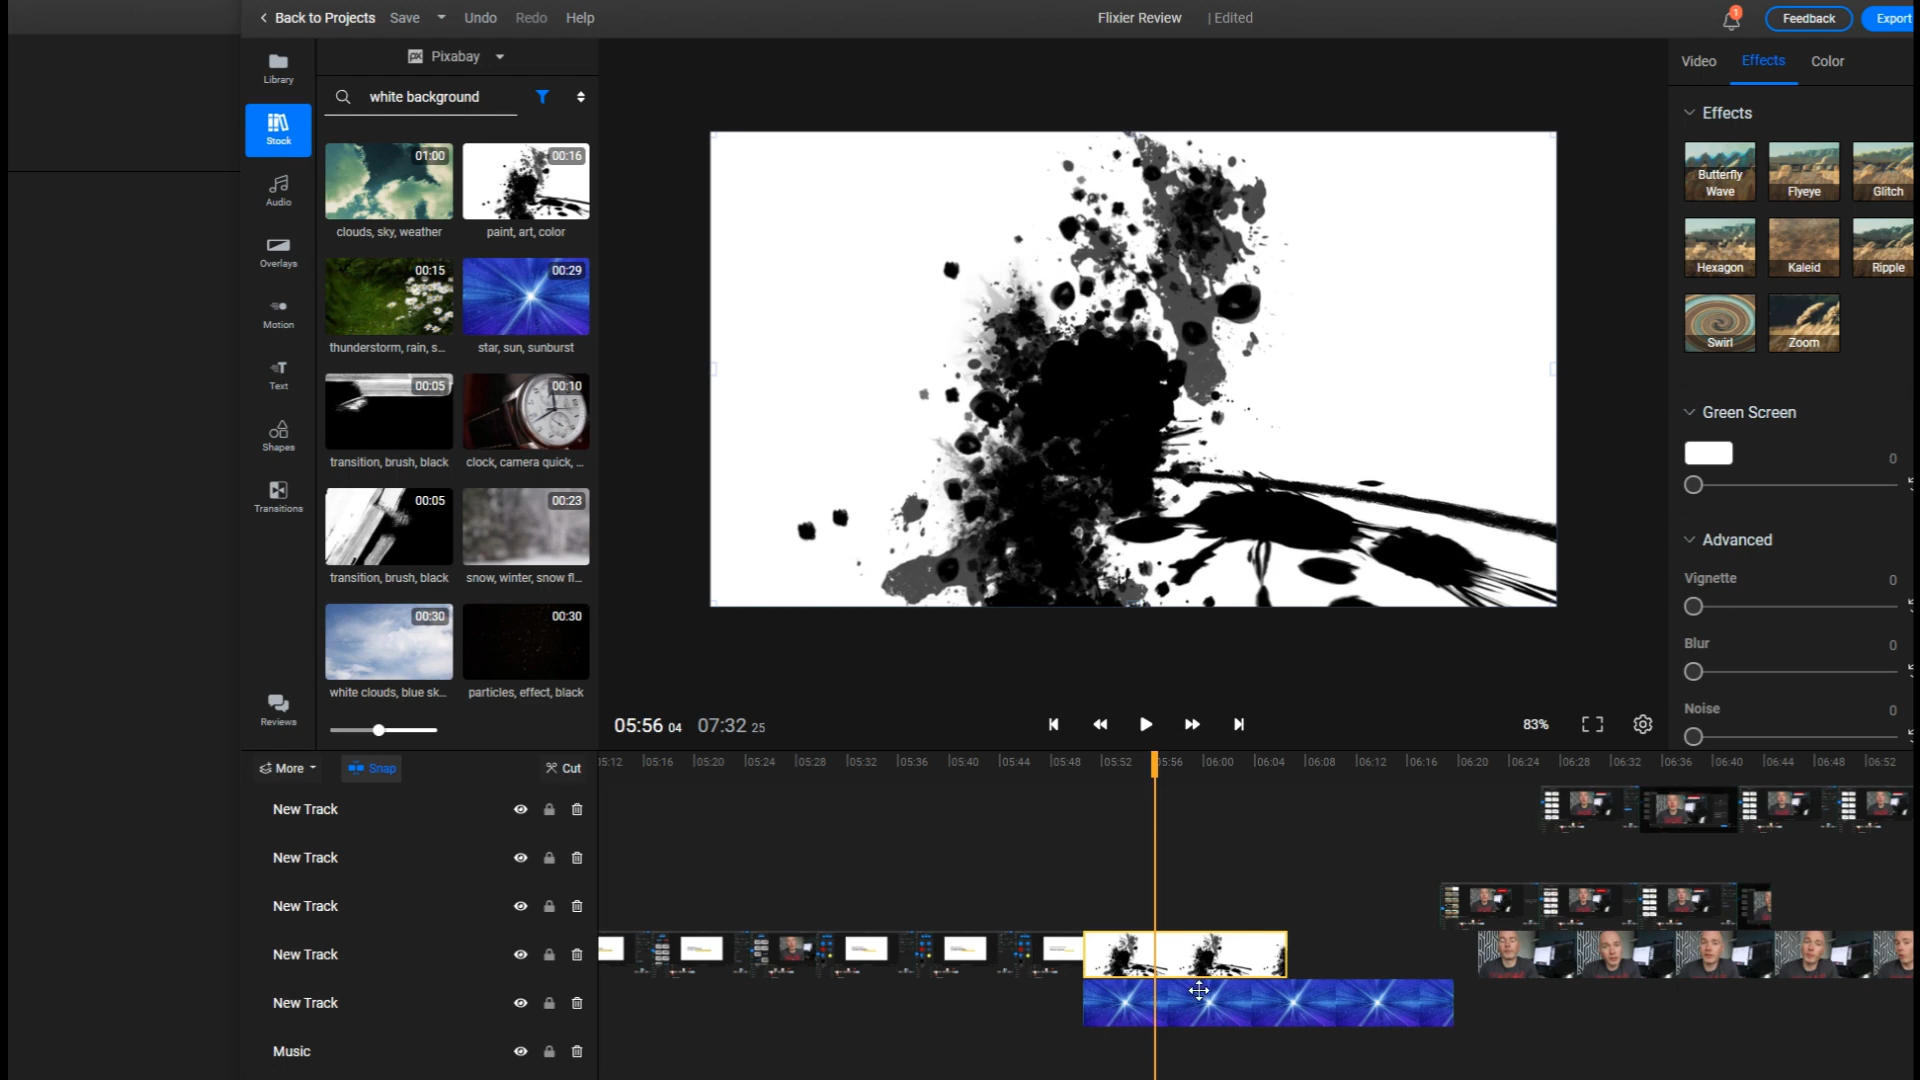 Back to Projects Save Undo Redo Help Flixier Review | Edited 1 Feedback Export
Library
Stock
Audio
Overlays
Motion
Text
Shapes
Transitions
Reviews
px Pixabay
white background
01:00 00:16
clouds, sky, weather paint, art, color
00:15 00:29
thunderstorm, rain, s... star, sun, sunburst
00:05 00:10
transition, brush, black clock, camera quick, ...
00:05 00:23
transition, brush, black snow, winter, snow fl...
00:30 00:30
white clouds, blue sk... particles, effect, black
Video Effects Color
Effects
Butterfly Wave Flyeye Glitch
Hexagon Kaleid Ripple
Swirl Zoom
Green Screen
0
Advanced
Vignette 0
Blur 0
Noise 0
05:56 04 07:32 25 83%
More Snap Cut
05:16 05:20 05:24 05:28 05:32 05:36 05:40 05:44 05:48 05:52 05:56 06:00 06:04 06:08 06:12 06:16 06:20 06:24 06:28 06:32 06:36 06:40 06:44 06:48 06:52
New Track
New Track
New Track
New Track
New Track
Music